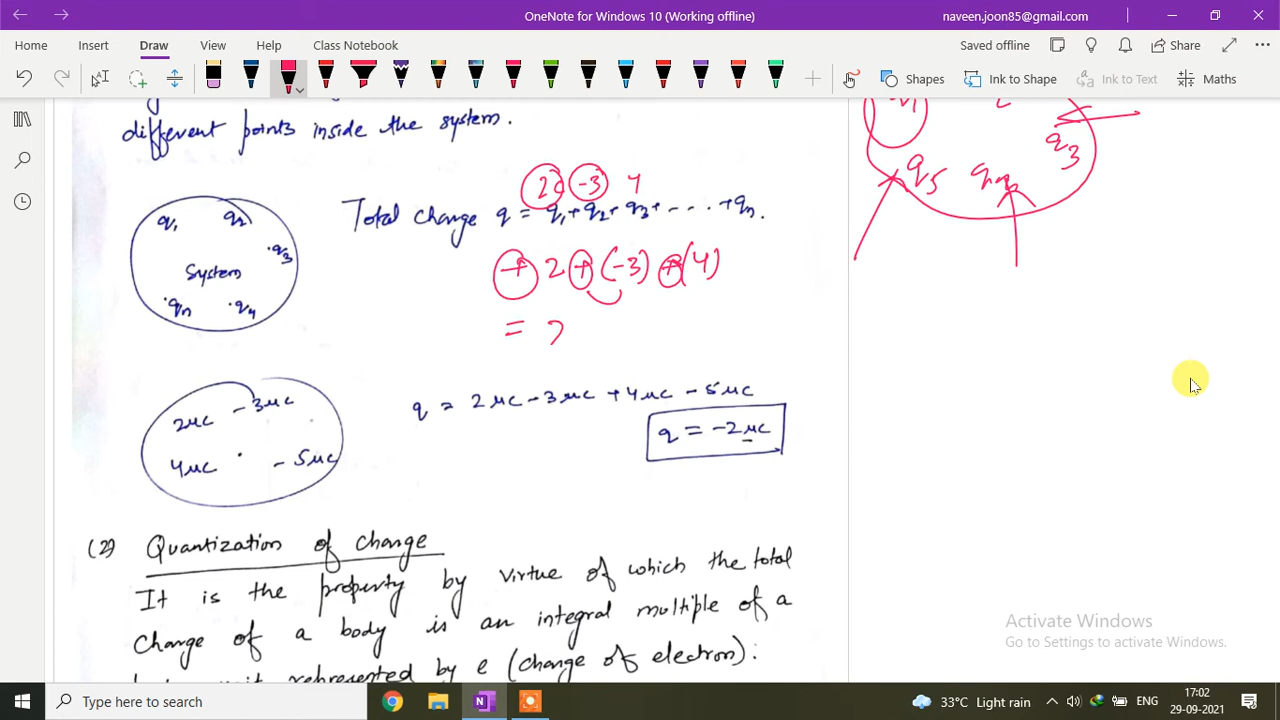 OneNote for Windows 10 (Working offline)
naveen.joon85@gmail.com
Home Insert Draw View Help Class Notebook
Saved offline Share
Shapes Ink to Shape Ink to Text Maths
different points inside the system.
2 -3 4
Total charge q = q1 + q2 + q3 + - . . . + qn.
+ 2 + (-3) + (4)
=
q1 q2
q3
System
qn q4
q3
q5
2μc - 3μc
4μc - 5μc
q = 2μc - 3μc + 4μc - 5μc
q = -2μc
(2) Quantization of charge
It is the property by virtue of which the total
charge of a body is an integral multiple of a
represented by e (charge of electron):
Activate Windows
Go to Settings to activate Windows.
Type here to search
33°C Light rain
ENG
17:02
29-09-2021